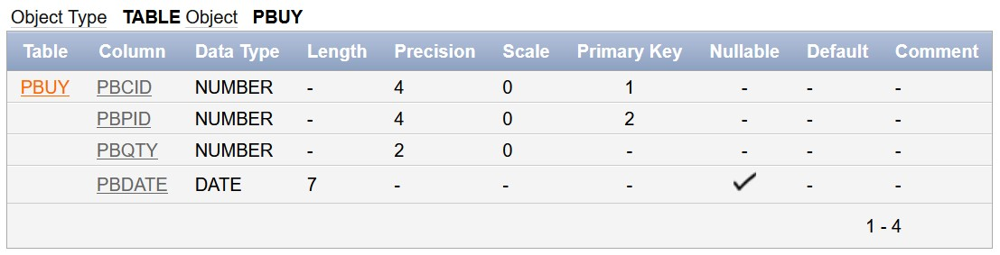 Object Type TABLE Object PBUY
Table Column Data Type Length Precision Scale Primary Key Nullable Default Comment
PBUY PBCID NUMBER - 4 0 1 - - -
PBPID NUMBER - 4 0 2 - - -
PBQTY NUMBER - 2 0 - - - -
PBDATE DATE 7 - - - ✓ - -
1 - 4